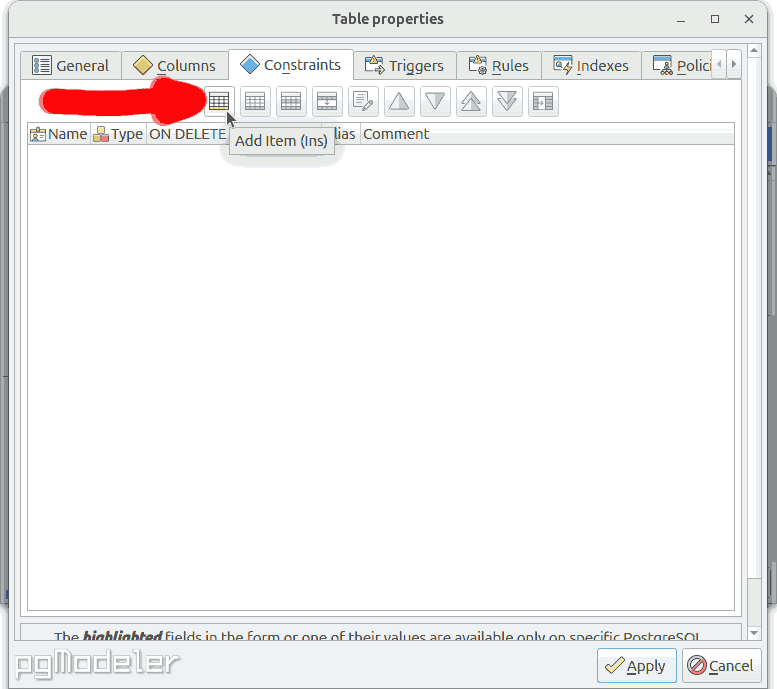 Table properties
General Columns Constraints Triggers Rules Indexes Polici
Name Type ON DELETE lias Comment
Add Item (Ins)
The highlighted fields in the form or one of their values are available only on specific PostgreSQL
pgModeler
Apply Cancel